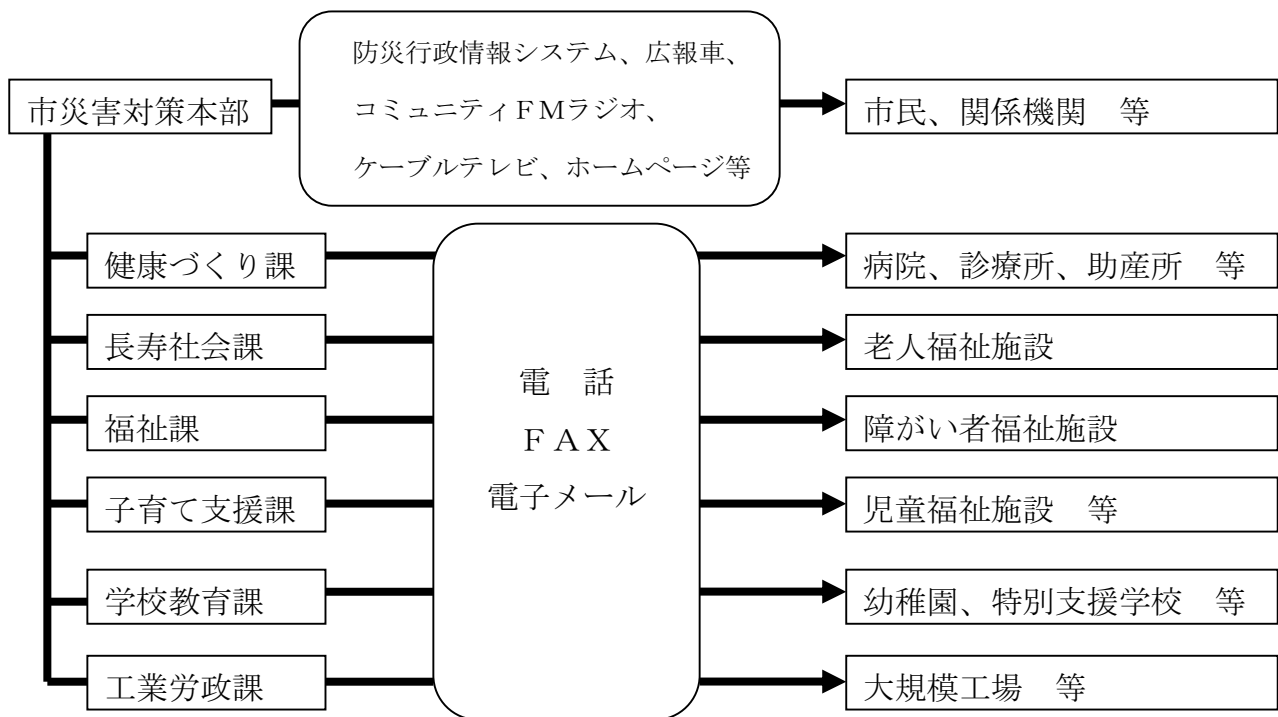 防災行政情報システム、広報車、
市災害対策本部
コミュニティＦＭラジオ、
市民、関係機関　等
ケーブルテレビ、ホームページ等
健康づくり課
病院、診療所、助産所　等
長寿社会課
老人福祉施設
電　話
福祉課
ＦＡＸ
障がい者福祉施設
電子メール
子育て支援課
児童福祉施設　等
学校教育課
幼稚園、特別支援学校　等
工業労政課
大規模工場　等